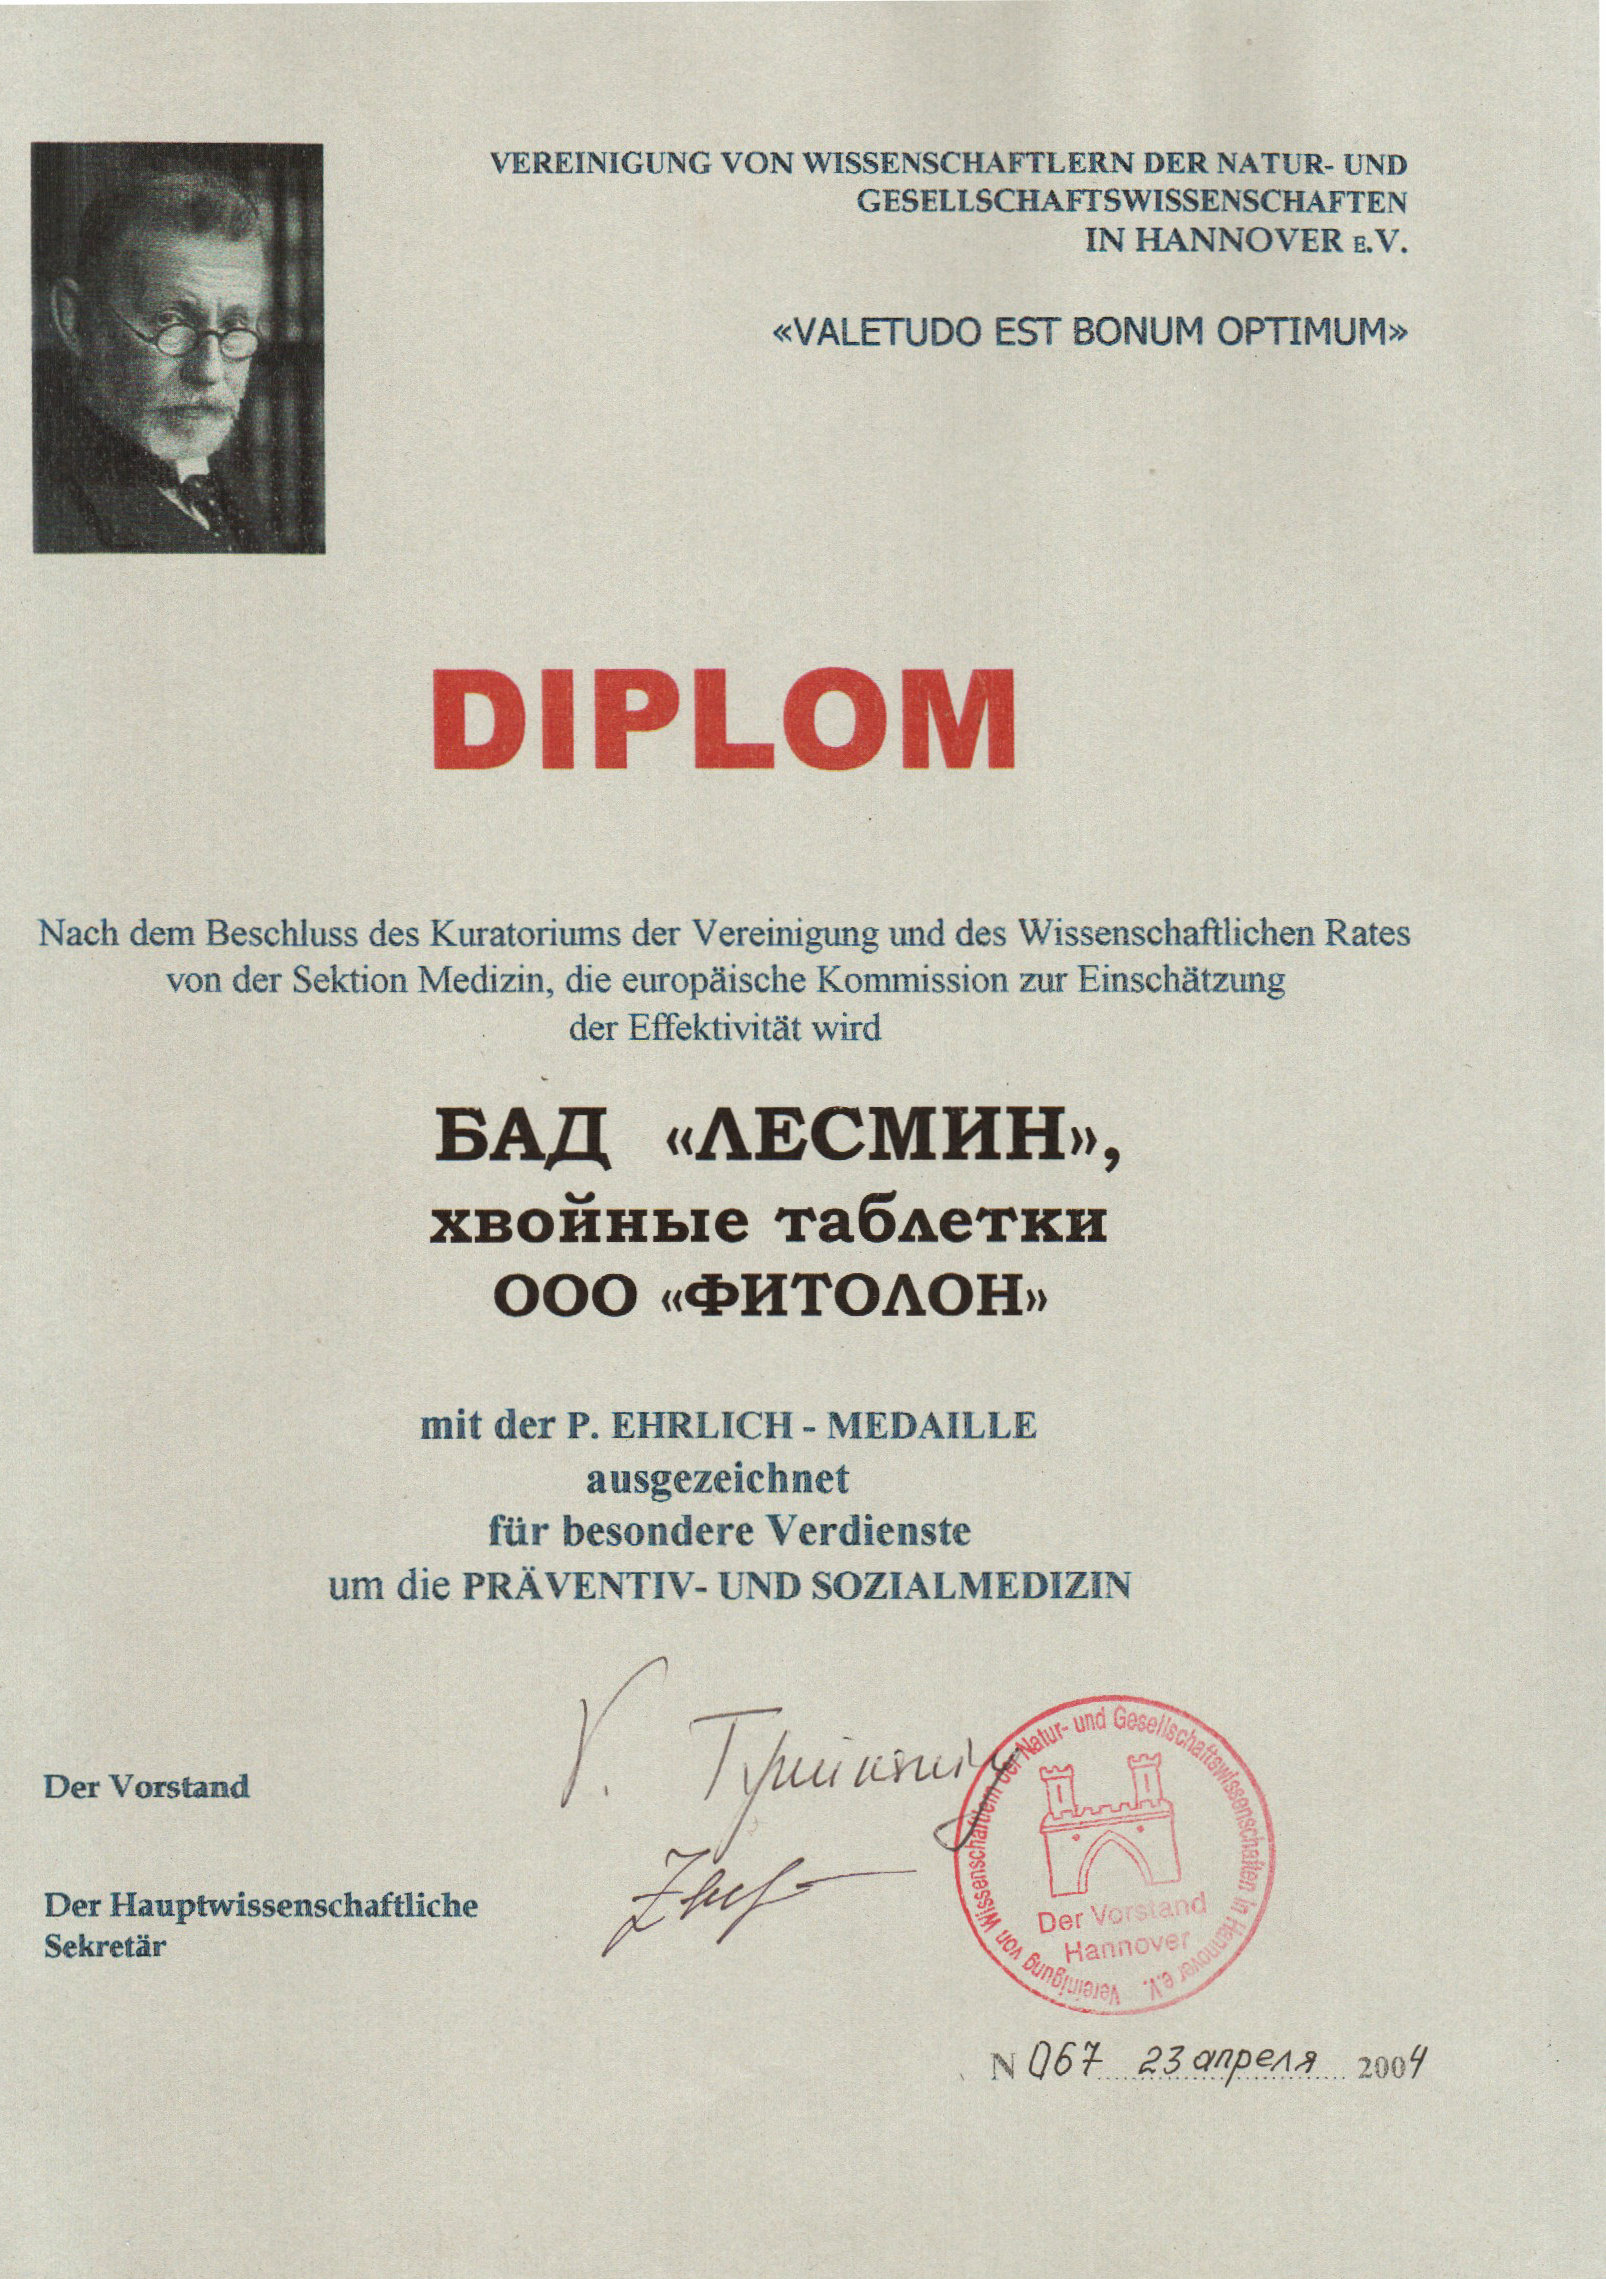 VEREINIGUNG VON WISSENSCHAFTLERN DER NATUR- UND
GESELLSCHAFTSWISSENSCHAFTEN
IN HANNOVER E.V.
«VALETUDO EST BONUM OPTIMUM»
DIPLOM
Nach dem Beschluss des Kuratoriums der Vereinigung und des Wissenschaftlichen Rates
von der Sektion Medizin, die europäische Kommission zur Einschätzung
der Effektivität wird
БАД «ЛЕСМИН»,
хвойные таблетки
ООО «ФИТОЛОН»
mit der P. EHRLICH - MEDAILLE
ausgezeichnet
für besondere Verdienste
um die PRÄVENTIV- UND SOZIALMEDIZIN
Der Vorstand
Der Hauptwissenschaftliche
Sekretär
Vereinigung von Wissenschaftlern der Natur- und Gesellschaftswissenschaften in Hannover e.V.
Der Vorstand
Hannover
N 067 23 апреля 2004